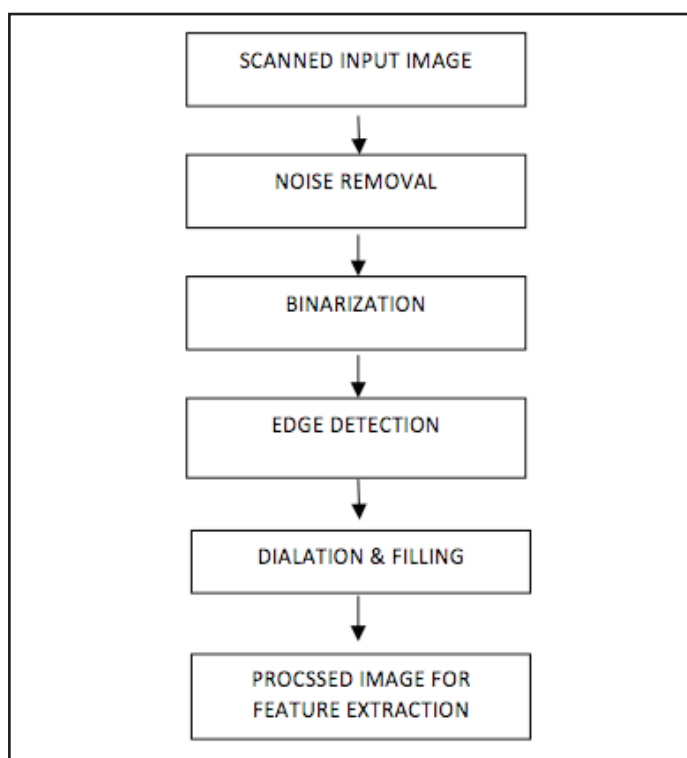 SCANNED INPUT IMAGE
NOISE REMOVAL
BINARIZATION
EDGE DETECTION
DIALATION & FILLING
PROCSSED IMAGE FOR
FEATURE EXTRACTION